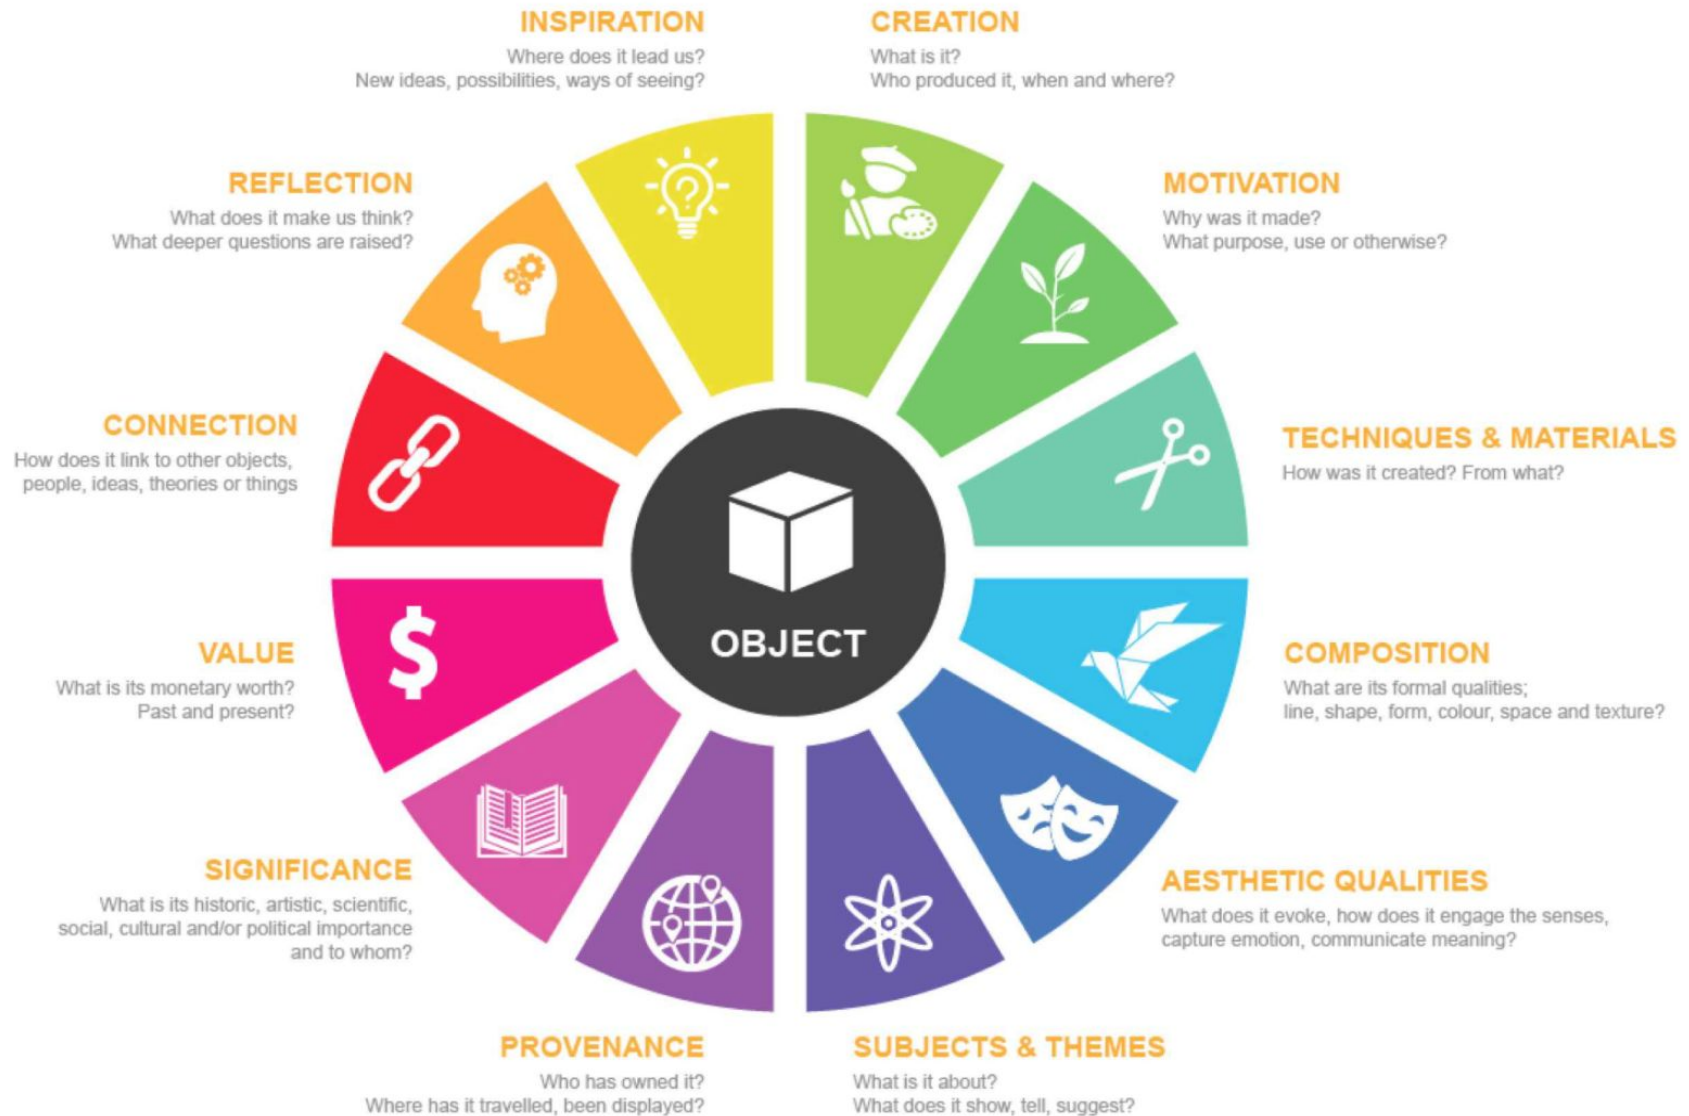 INSPIRATION
Where does it lead us?
New ideas, possibilities, ways of seeing?
CREATION
What is it?
Who produced it, when and where?
MOTIVATION
Why was it made?
What purpose, use or otherwise?
TECHNIQUES & MATERIALS
How was it created? From what?
COMPOSITION
What are its formal qualities;
line, shape, form, colour, space and texture?
AESTHETIC QUALITIES
What does it evoke, how does it engage the senses,
capture emotion, communicate meaning?
SUBJECTS & THEMES
What is it about?
What does it show, tell, suggest?
PROVENANCE
Who has owned it?
Where has it travelled, been displayed?
SIGNIFICANCE
What is its historic, artistic, scientific,
social, cultural and/or political importance
and to whom?
VALUE
What is its monetary worth?
Past and present?
CONNECTION
How does it link to other objects,
people, ideas, theories or things
REFLECTION
What does it make us think?
What deeper questions are raised?
?
$
OBJECT